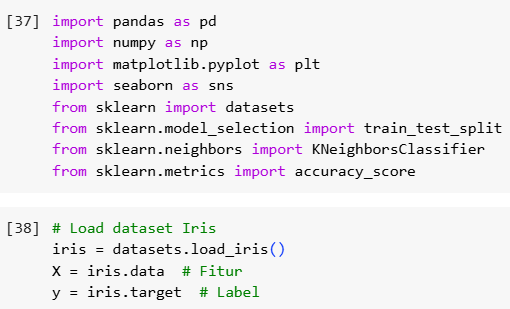 [37] import pandas as pd
import numpy as np
import matplotlib.pyplot as plt
import seaborn as sns
from sklearn import datasets
from sklearn.model_selection import train_test_split
from sklearn.neighbors import KNeighborsClassifier
from sklearn.metrics import accuracy_score
[38] # Load dataset Iris
iris = datasets.load_iris()
X = iris.data  # Fitur
y = iris.target  # Label